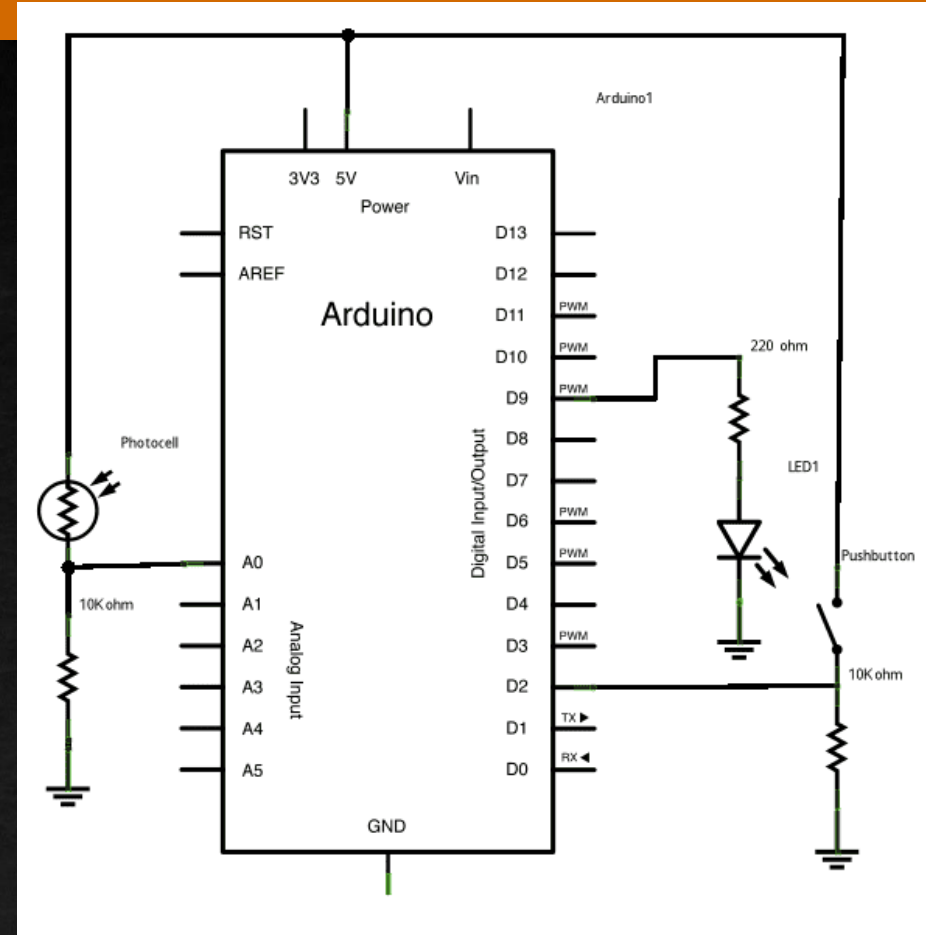 Arduino1
3V3 5V Vin
Power
RST D13
AREF D12
Arduino
D11 PWM
D10 PWM
220 ohm
D9 PWM
Photocell
D8
Digital Input/Output
LED1
D7
D6 PWM
Pushbutton
A0 D5 PWM
10K ohm
A1 D4
Analog Input
A2 D3 PWM
10K ohm
A3 D2
A4 D1 TX
A5 D0 RX
GND